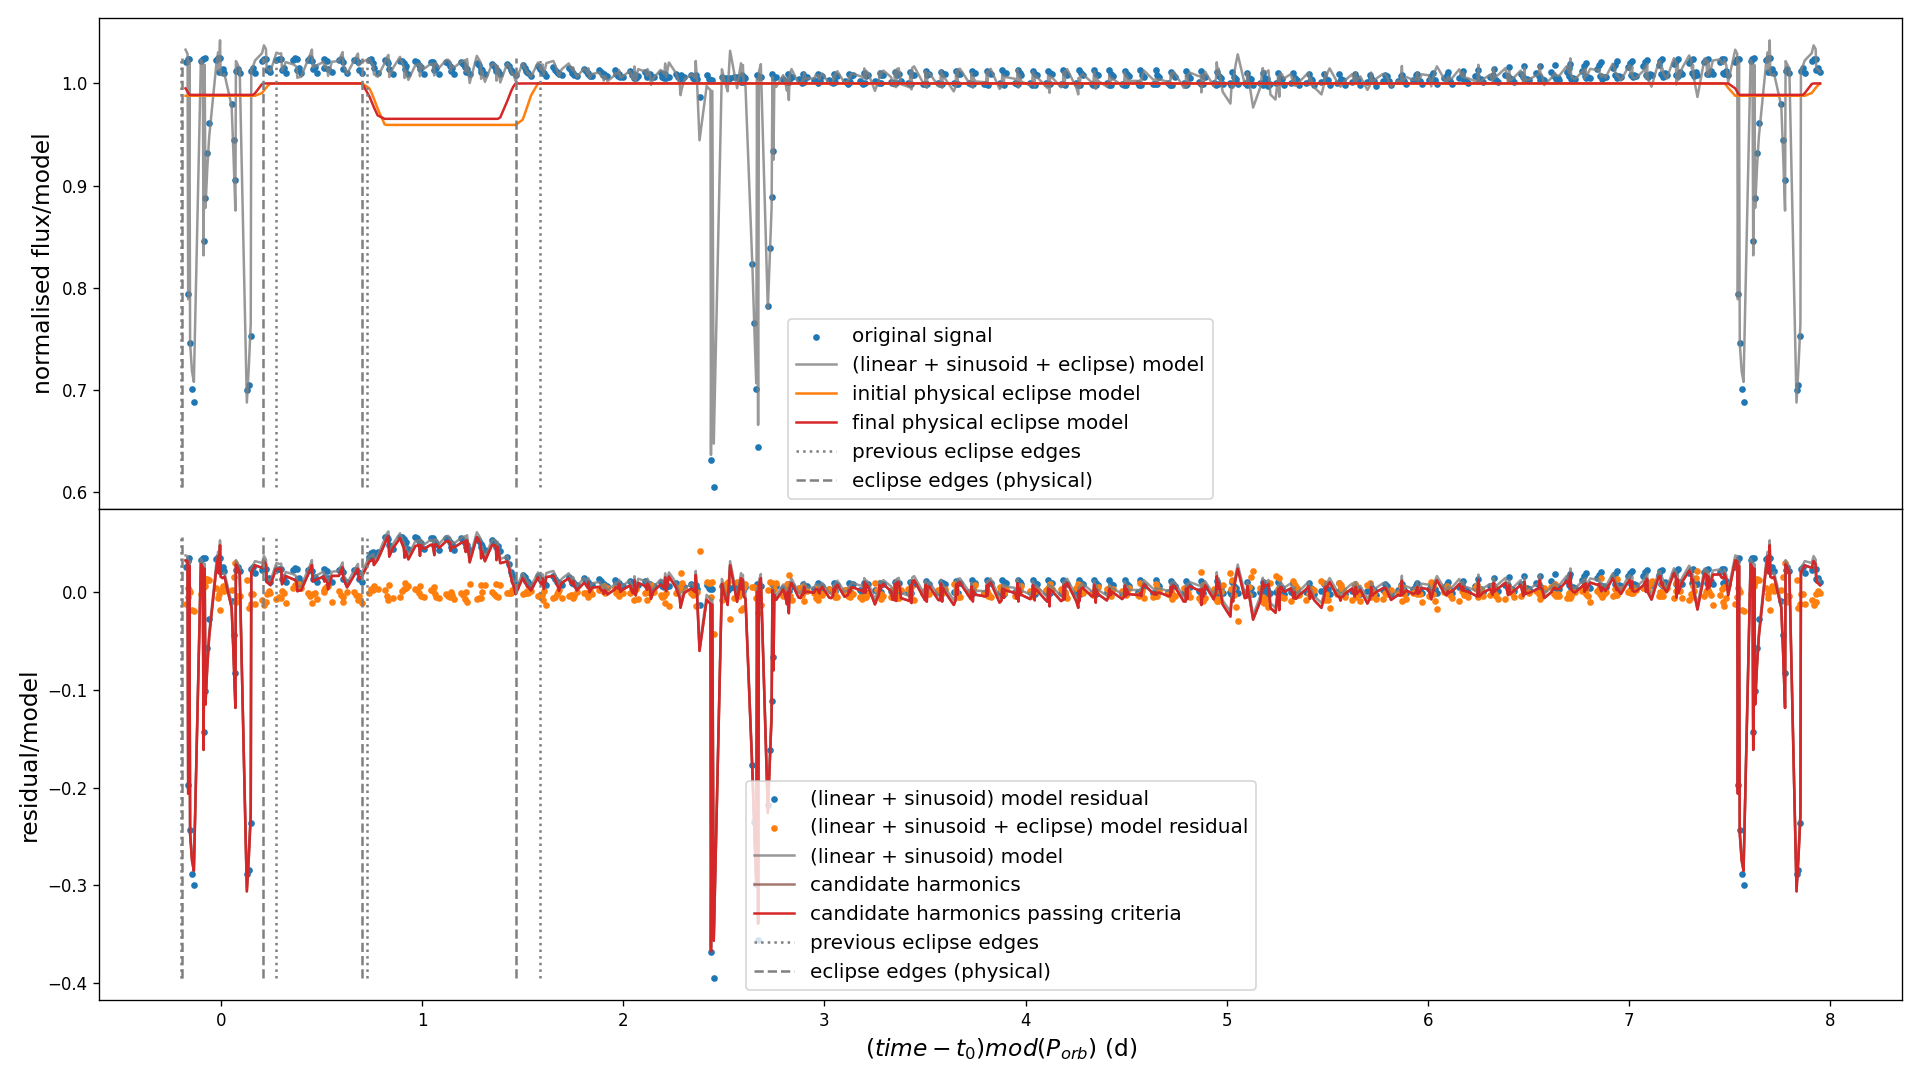 normalised flux/model
1.0
0.9
0.8
0.7
0.6
original signal
(linear + sinusoid + eclipse) model
initial physical eclipse model
final physical eclipse model
previous eclipse edges
eclipse edges (physical)
residual/model
0.0
−0.1
−0.2
−0.3
−0.4
(linear + sinusoid) model residual
(linear + sinusoid + eclipse) model residual
(linear + sinusoid) model
candidate harmonics
candidate harmonics passing criteria
previous eclipse edges
eclipse edges (physical)
0 1 2 3 4 5 6 7 8
(time − t₀)mod(P_orb) (d)